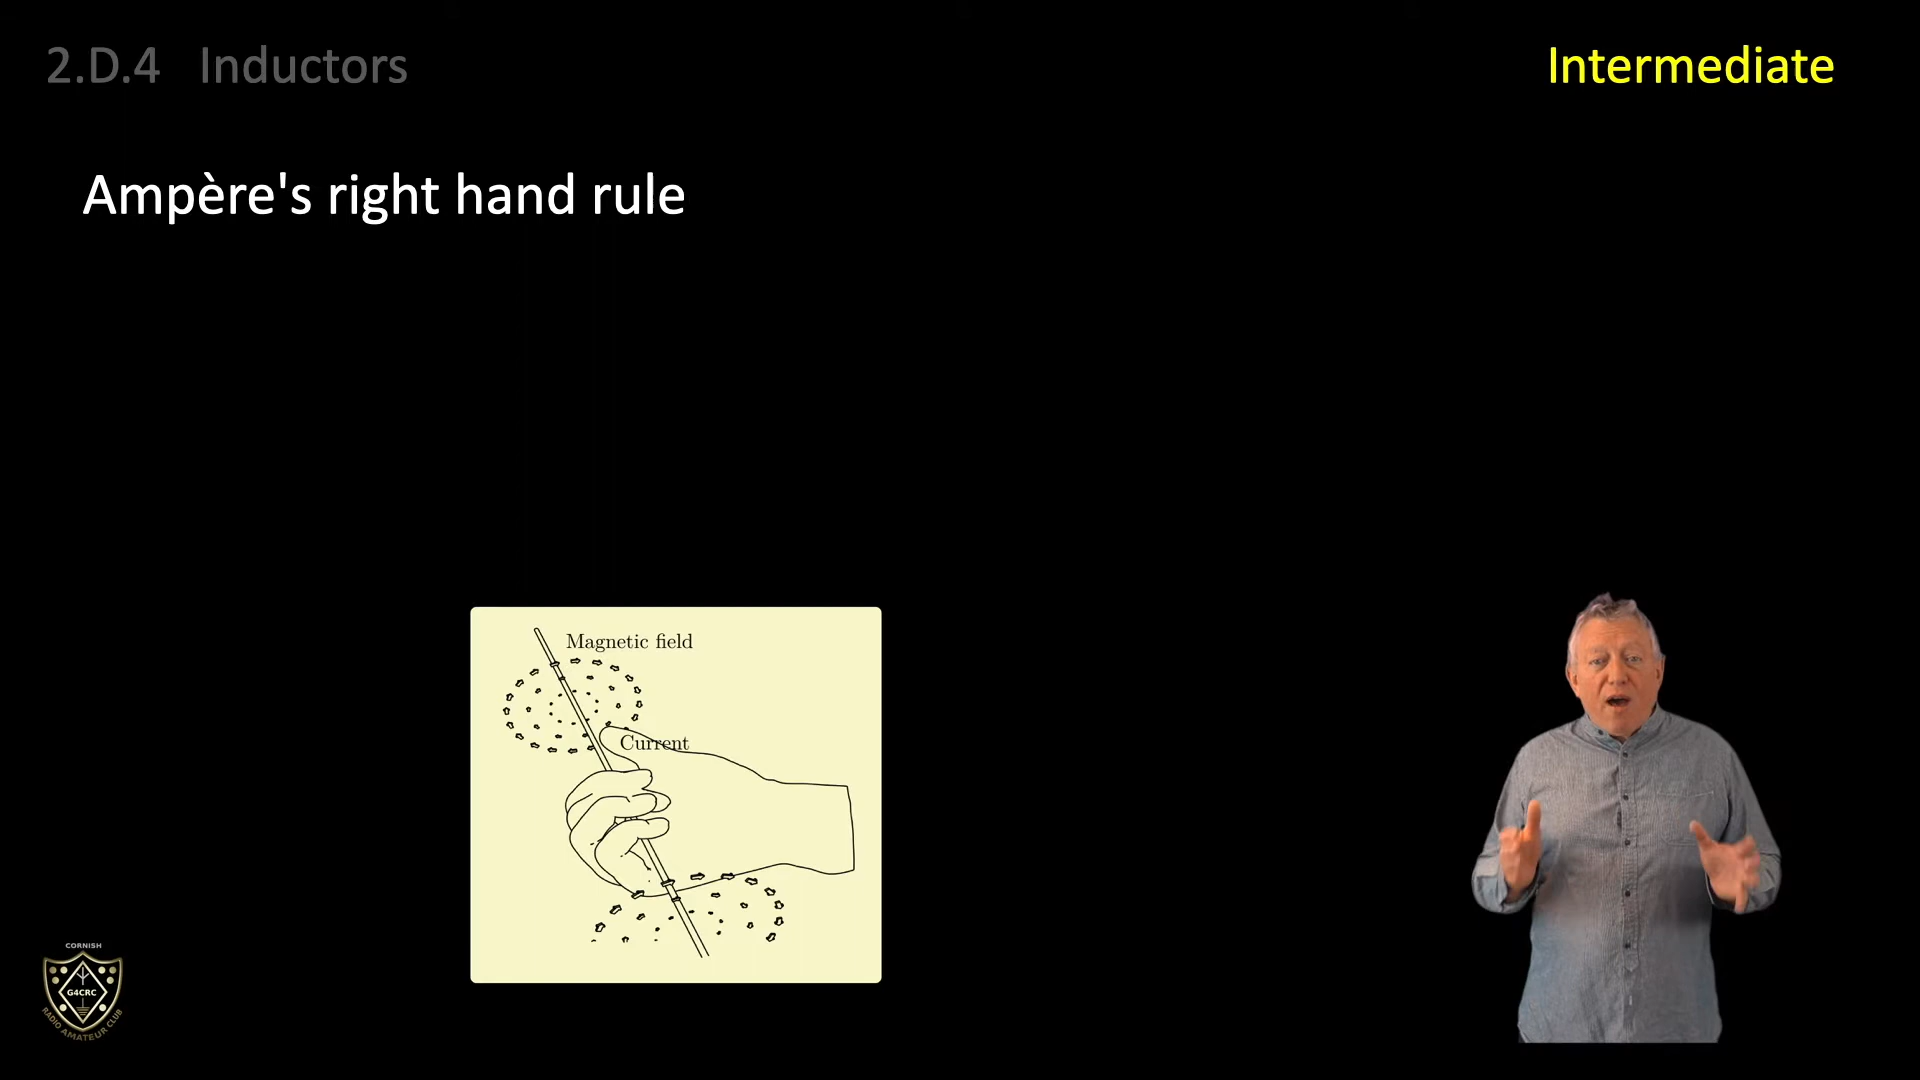 2.D.4 Inductors
Intermediate
Ampère's right hand rule
Magnetic field
Current
CORNISH
G4CRC
RADIO AMATEUR CLUB